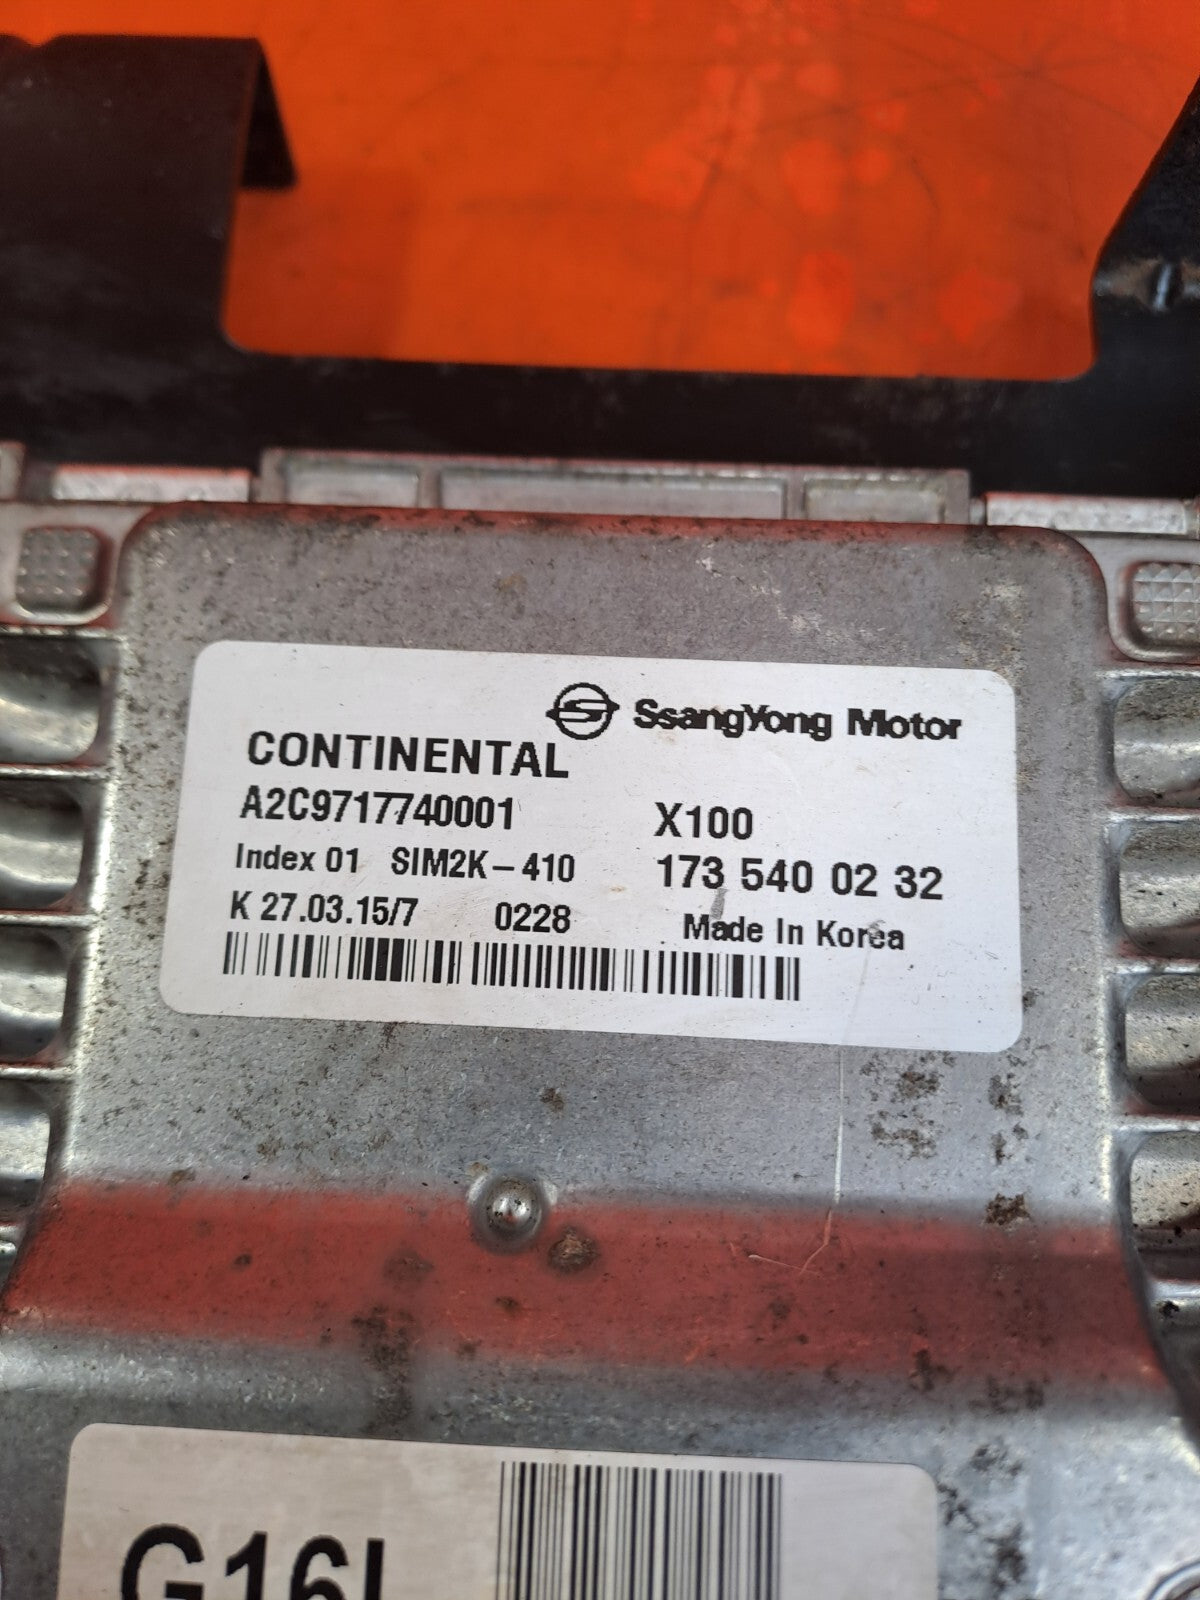 SsangYong Motor
CONTINENTAL
A2C9717740001 X100
Index 01 SIM2K-410 173 540 02 32
K 27.03.15/7 0228 Made In Korea